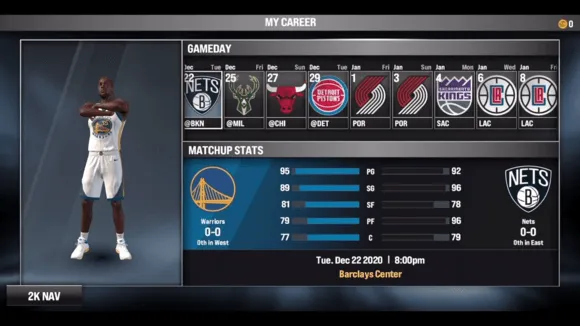 MY CAREER
0
GAMEDAY
Dec Tue Dec Fri Dec Sun Dec Tue Jan Fri Jan Sun Jan Mon Jan Wed Jan Fri
22 25 27 29 1 3 4 6 8
NETS B DETROIT PISTONS SACRAMENTO KINGS LAC LAC
@BKN @MIL @CHI @DET POR POR SAC LAC LAC
MATCHUP STATS
95 PG 92
89 SG 96
81 SF 78
79 PF 96
77 C 79
NETS
B
Warriors
0-0
0th in West
Nets
0-0
0th in East
Tue. Dec 22 2020 | 8:00pm
Barclays Center
2K NAV